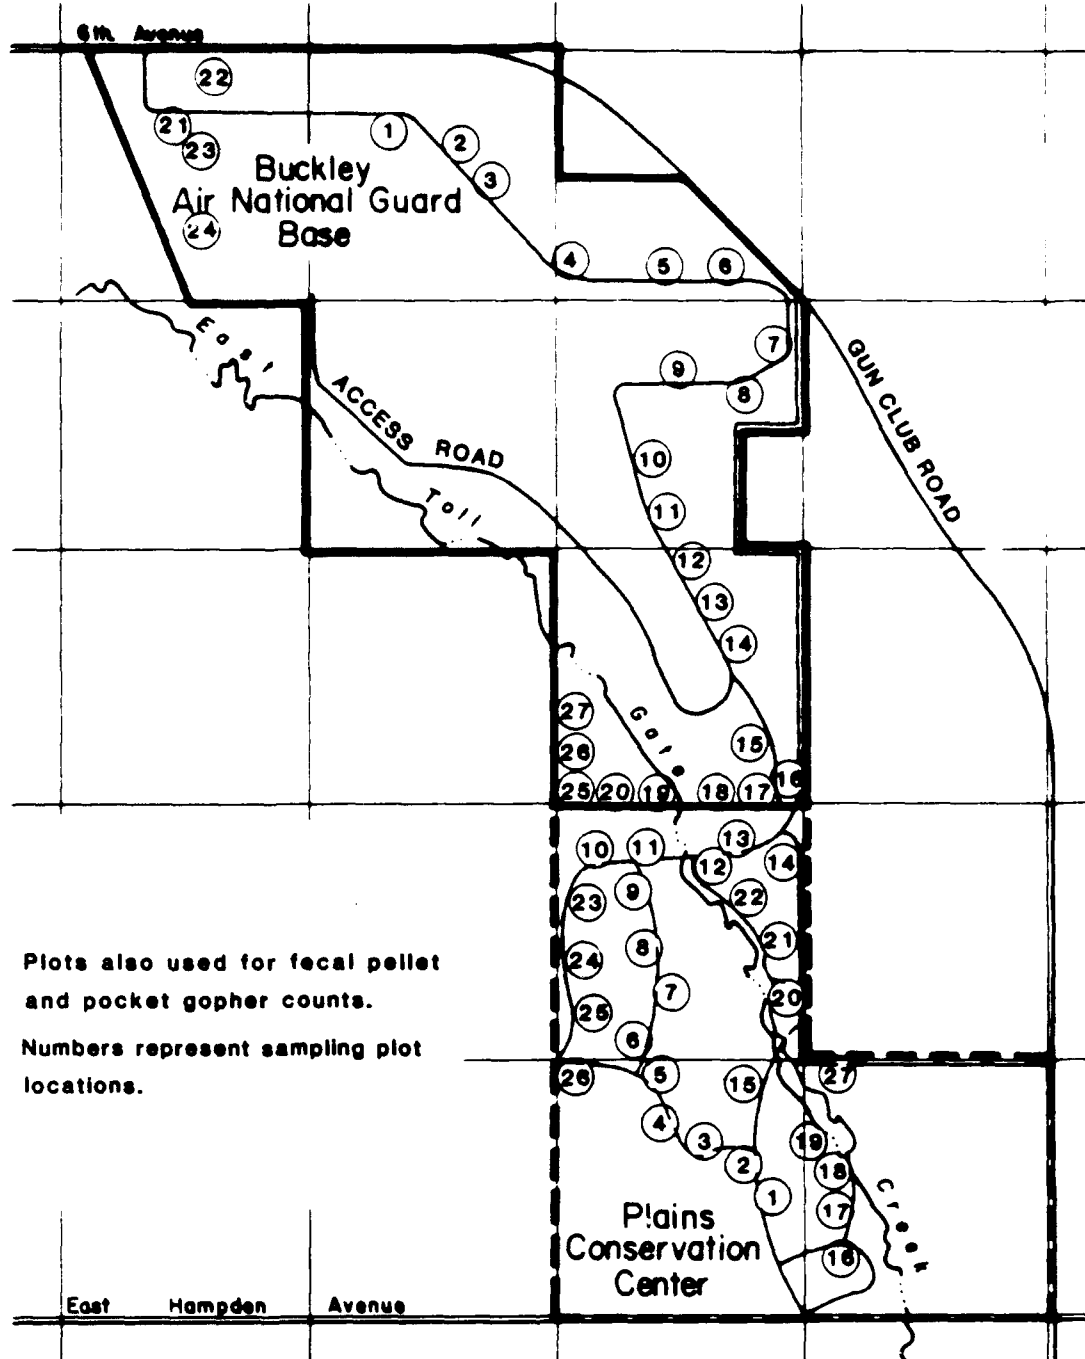 6th Avenue
22
21
1
23
2
3
Buckley
Air National Guard
Base
24
4
5
6
East
7
9
8
GUN CLUB ROAD
ACCESS ROAD
10
Toll
11
12
13
14
27
Gate
15
26
16
25 20 19 18 17
13
10 11
12
14
9
23
22
8
21
24
7
20
25
6
Plots also used for fecal pellet
and pocket gopher counts.
Numbers represent sampling plot
locations.
26
5
15
27
4
3
19
2
18
1
17
Creek
Plains
Conservation
Center
16
East Hampden Avenue